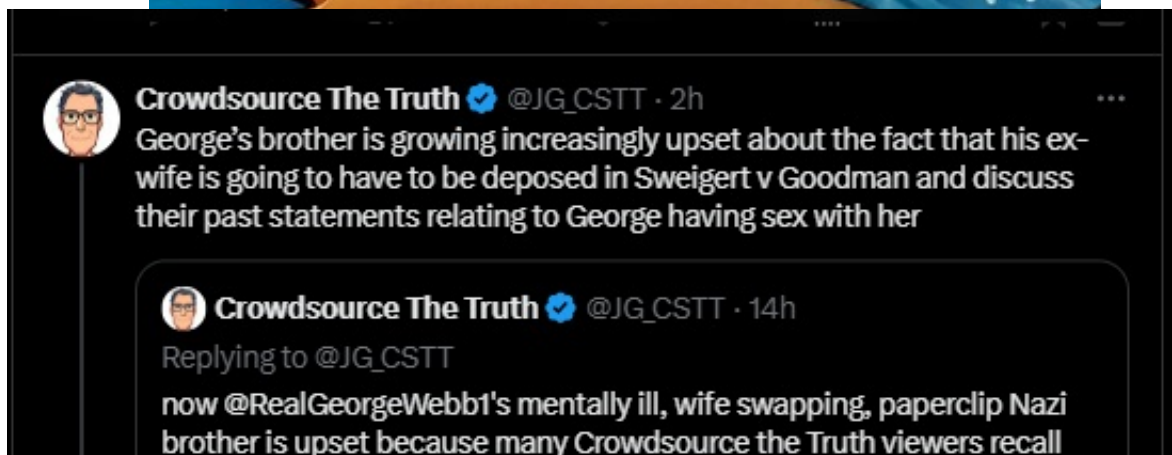 Crowdsource The Truth @JG_CSTT · 2h
George’s brother is growing increasingly upset about the fact that his ex-
wife is going to have to be deposed in Sweigert v Goodman and discuss
their past statements relating to George having sex with her
Crowdsource The Truth @JG_CSTT · 14h
Replying to @JG_CSTT
now @RealGeorgeWebb1's mentally ill, wife swapping, paperclip Nazi
brother is upset because many Crowdsource the Truth viewers recall